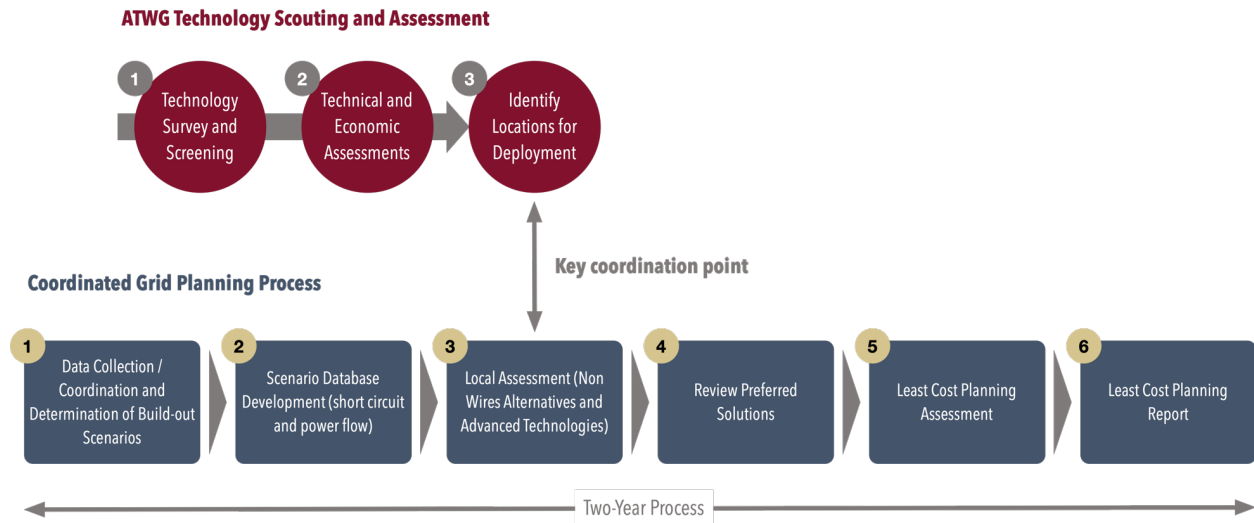 ATWG Technology Scouting and Assessment
1
Technology
Survey and
Screening
2
Technical and
Economic
Assessments
3
Identify
Locations for
Deployment
Key coordination point
Coordinated Grid Planning Process
1
Data Collection /
Coordination and
Determination of Build-out
Scenarios
2
Scenario Database
Development (short circuit
and power flow)
3
Local Assessment (Non
Wires Alternatives and
Advanced Technologies)
4
Review Preferred
Solutions
5
Least Cost Planning
Assessment
6
Least Cost Planning
Report
Two-Year Process